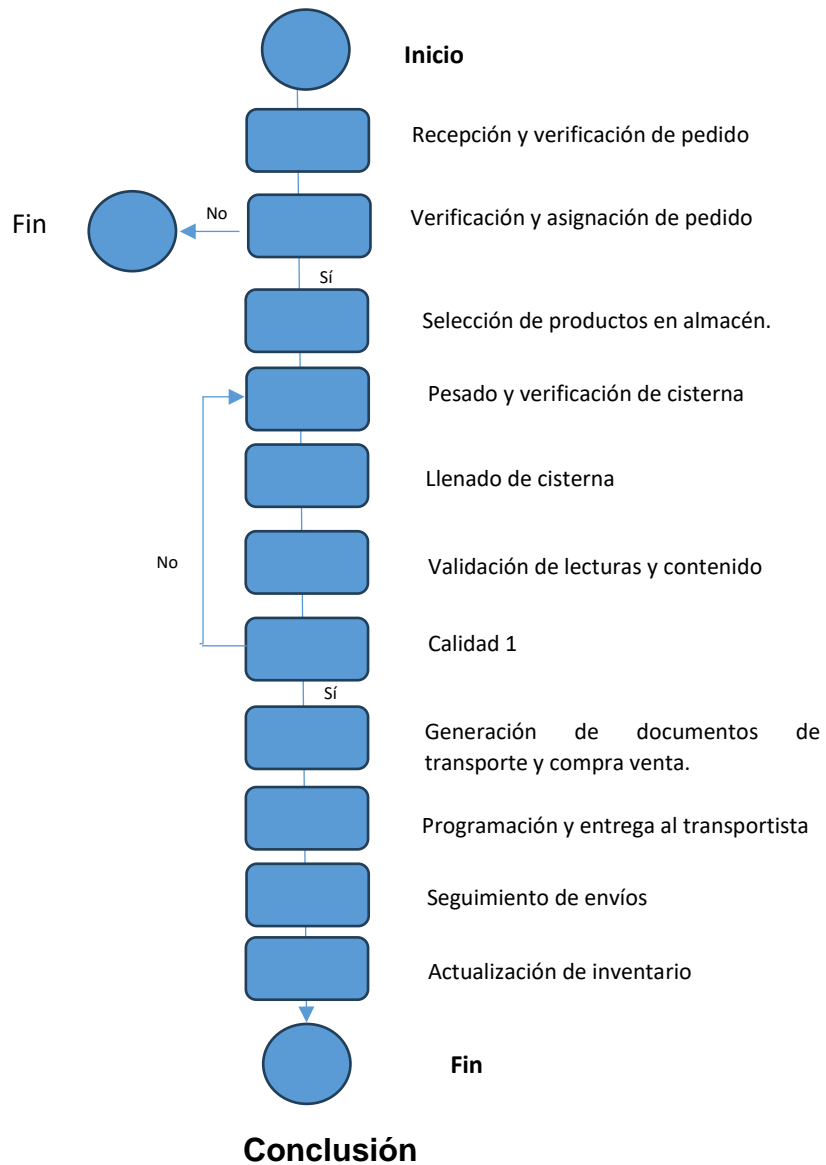 Inicio
Recepción y verificación de pedido
Fin
No
Verificación y asignación de pedido
Sí
Selección de productos en almacén.
Pesado y verificación de cisterna
Llenado de cisterna
No
Validación de lecturas y contenido
Calidad 1
Sí
Generación de documentos de
transporte y compra venta.
Programación y entrega al transportista
Seguimiento de envíos
Actualización de inventario
Fin
Conclusión